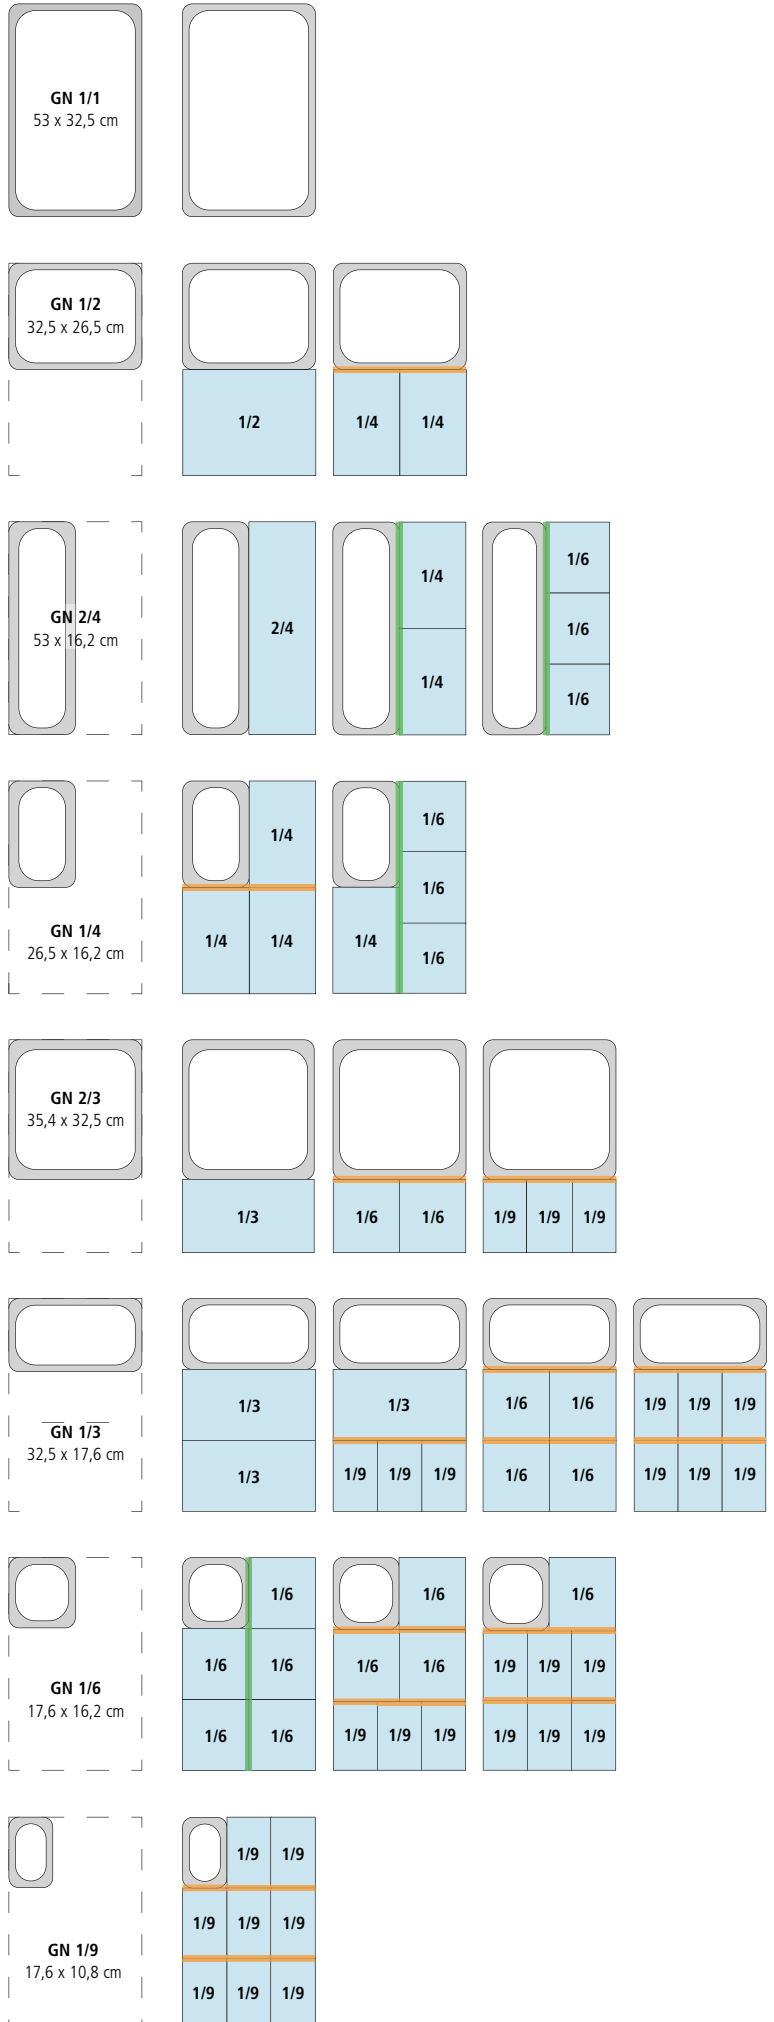 GN 1/1
53 x 32,5 cm
GN 1/2
32,5 x 26,5 cm
1/2
1/4 1/4
GN 2/4
53 x 16,2 cm
2/4
1/4
1/4
1/6
1/6
1/6
GN 1/4
26,5 x 16,2 cm
1/4
1/4 1/4
1/4
1/6
1/6
1/6
GN 2/3
35,4 x 32,5 cm
1/3
1/6 1/6
1/9 1/9 1/9
GN 1/3
32,5 x 17,6 cm
1/3
1/3
1/3
1/9 1/9 1/9
1/6 1/6
1/6 1/6
1/9 1/9 1/9
1/9 1/9 1/9
GN 1/6
17,6 x 16,2 cm
1/6
1/6 1/6
1/6 1/6
1/6
1/6 1/6
1/9 1/9 1/9
1/6
1/9 1/9 1/9
1/9 1/9 1/9
GN 1/9
17,6 x 10,8 cm
1/9 1/9
1/9 1/9 1/9
1/9 1/9 1/9